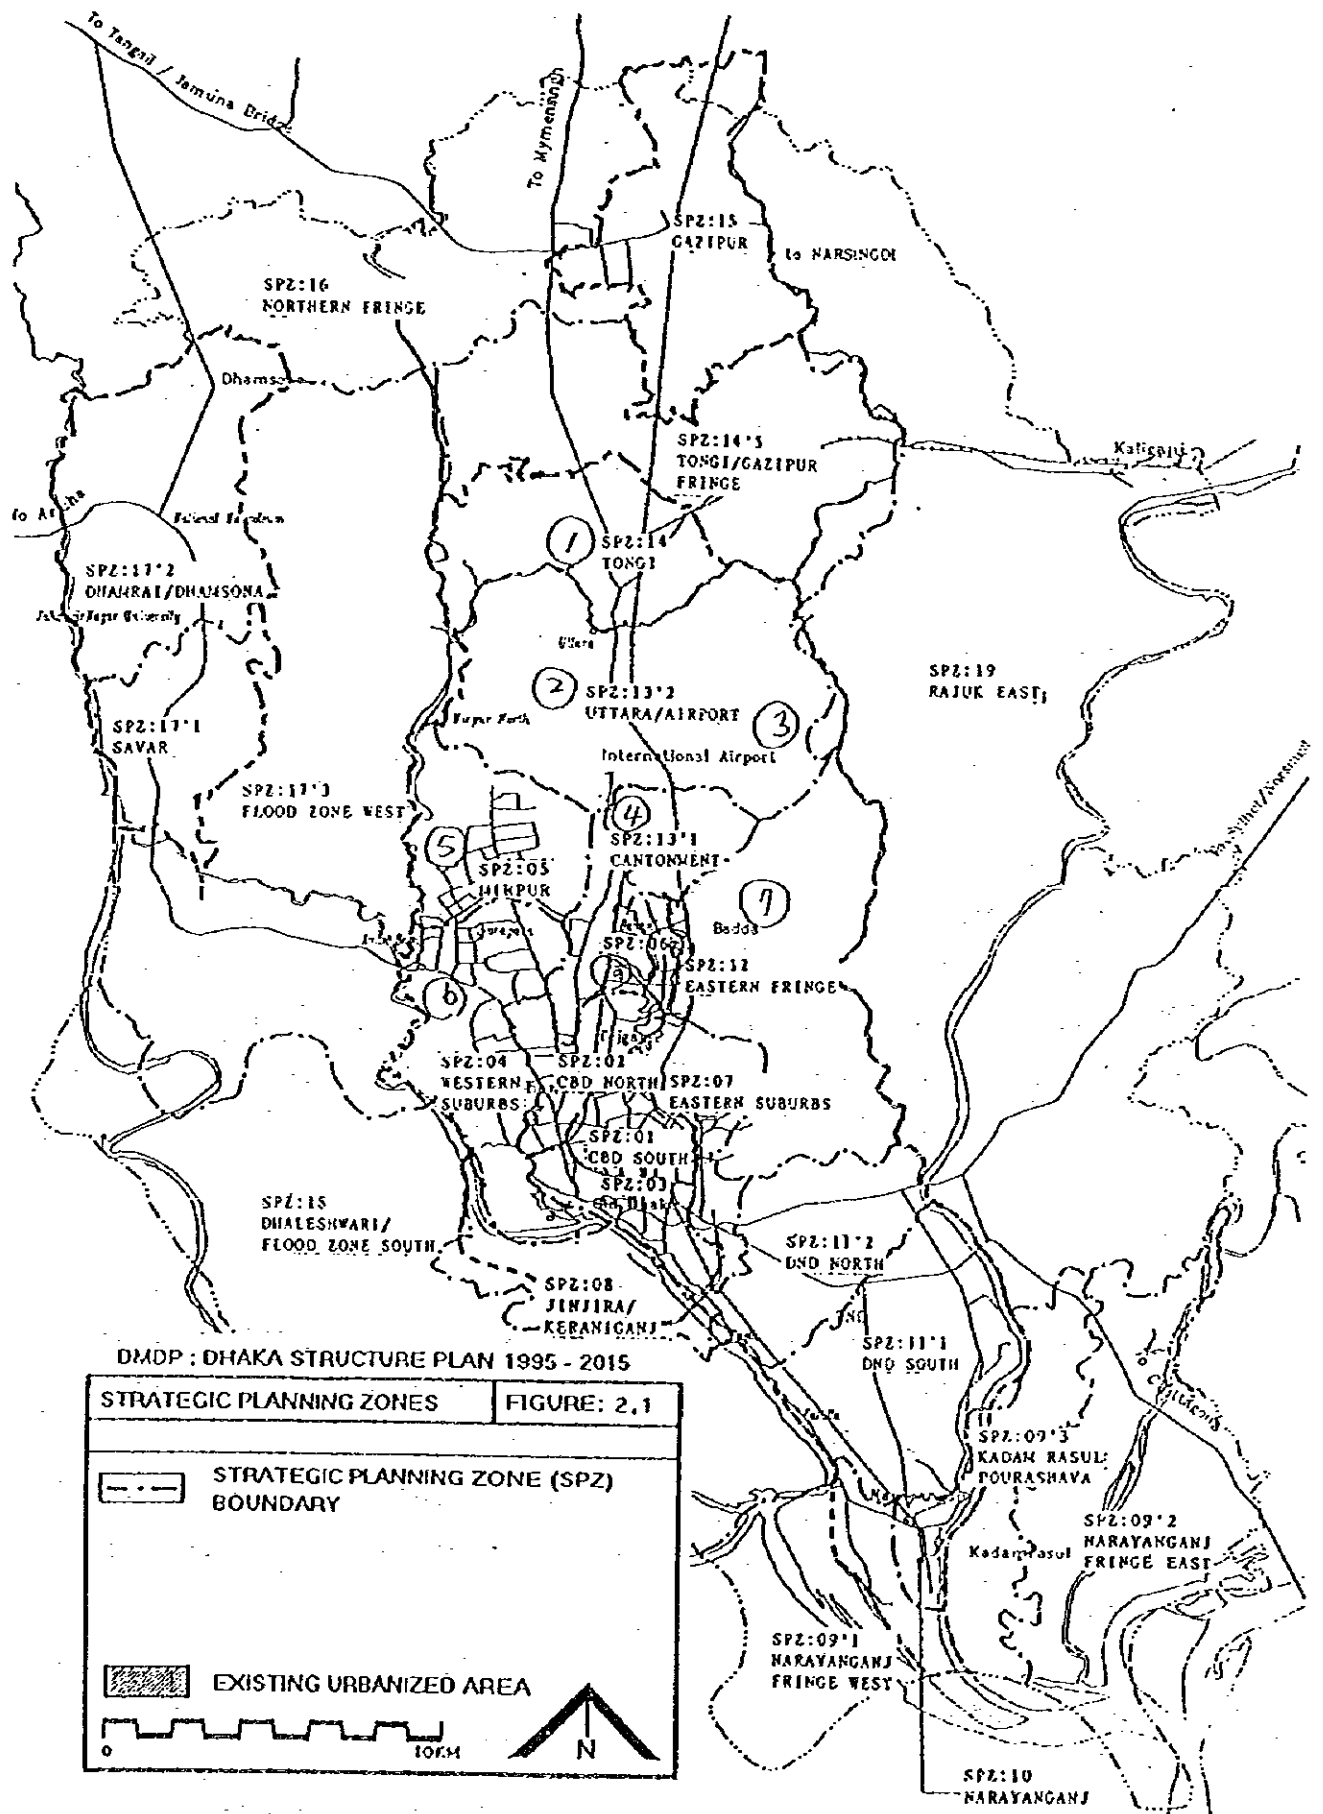 To Tangail / Jamuna Bridge
To Mymensingh
SPZ:15
GAZIPUR
to NARSINGDI
SPZ:16
NORTHERN FRINGE
SPZ:14'5
TONGI/GAZIPUR
FRINGE
Kaliganj
1
SPZ:14
TONGI
SPZ:17'2
DHAMRAI/DHAMSONA
Uttara
SPZ:19
RAJUK EAST
2
SPZ:13'2
UTTARA/AIRPORT
3
SPZ:17'1
SAVAR
International Airport
SPZ:17'3
FLOOD ZONE WEST
4
SPZ:13'1
CANTONMENT
5
SPZ:05
MIRPUR
7
Badda
SPZ:06
SPZ:12
EASTERN FRINGE
6
SPZ:04
WESTERN
SUBURBS
SPZ:02
CBD NORTH
SPZ:07
EASTERN SUBURBS
SPZ:01
CBD SOUTH
SPZ:03
SPZ:15
DHALESHWARI/
FLOOD ZONE SOUTH
SPZ:11'2
DND NORTH
SPZ:08
JINJIRA/
KERANIGANJ
SPZ:11'1
DND SOUTH
DMDP : DHAKA STRUCTURE PLAN 1995 - 2015
STRATEGIC PLANNING ZONES
FIGURE: 2.1
STRATEGIC PLANNING ZONE (SPZ)
BOUNDARY
EXISTING URBANIZED AREA
0
10KM
N
SPZ:09'3
KADAM RASUL
POURASHAVA
SPZ:09'2
NARAYANGANJ
FRINGE EAST
Kadamrasul
SPZ:09'1
NARAYANGANJ
FRINGE WEST
SPZ:10
NARAYANGANJ